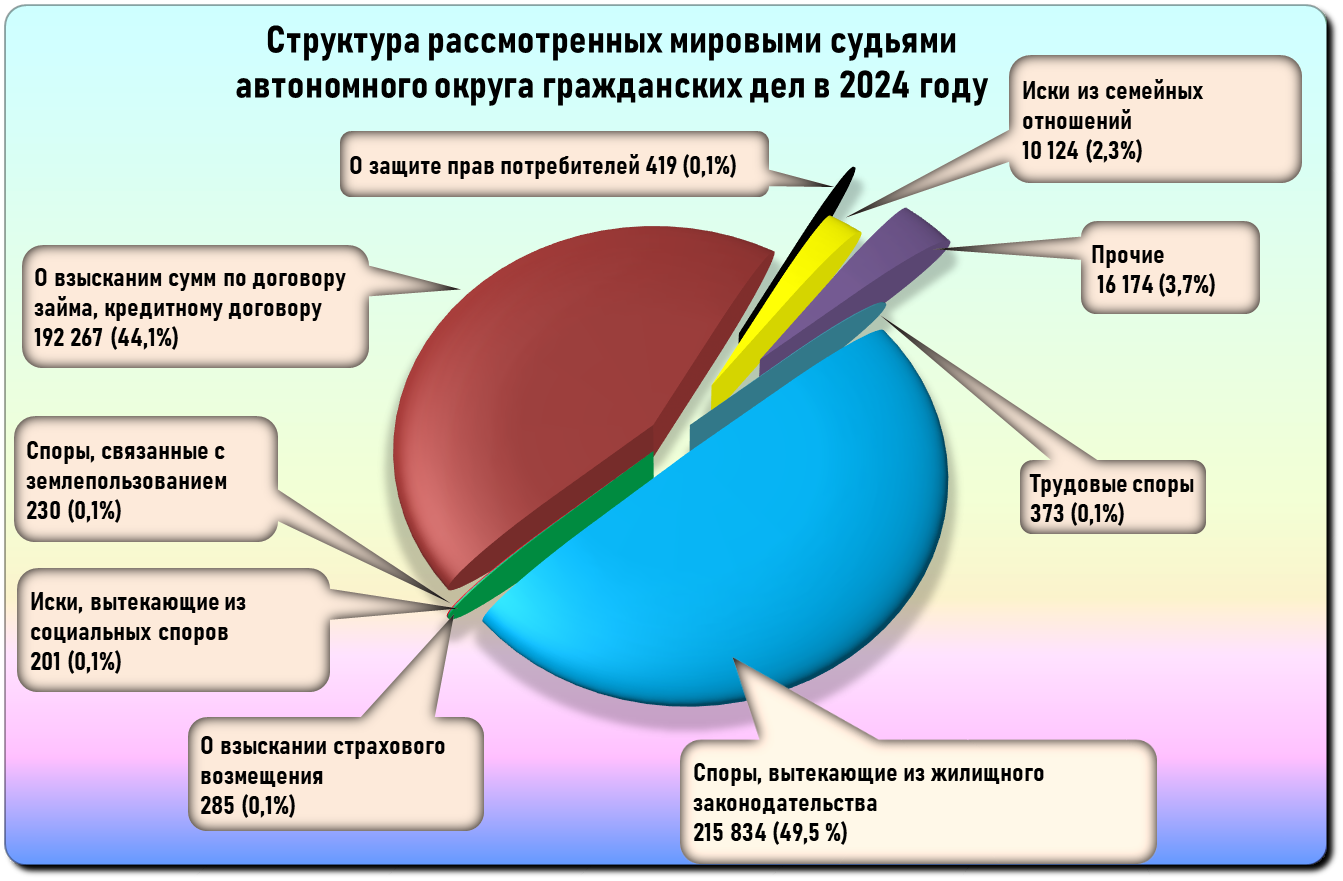 Структура рассмотренных мировыми судьями
автономного округа гражданских дел в 2024 году
Иски из семейных
отношений
10 124 (2,3%)
О защите прав потребителей 419 (0,1%)
Прочие
16 174 (3,7%)
О взысканим сумм по договору
займа, кредитному договору
192 267 (44,1%)
Споры, связанные с
землепользованием
230 (0,1%)
Трудовые споры
373 (0,1%)
Иски, вытекающие из
социальных споров
201 (0,1%)
О взыскании страхового
возмещения
285 (0,1%)
Споры, вытекающие из жилищного
законодательства
215 834 (49,5 %)